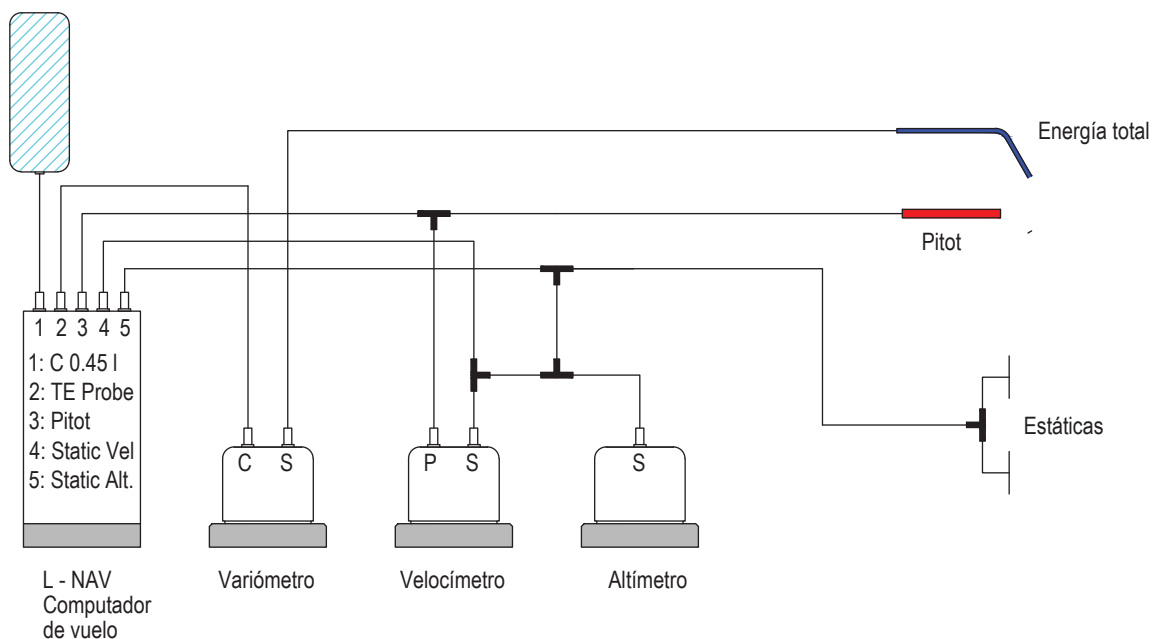 Energía total
Pitot
1 2 3 4 5
1: C 0.45 l
2: TE Probe
3: Pitot
4: Static Vel
5: Static Alt.
C S
P S
S
Estáticas
L - NAV
Computador
de vuelo
Variómetro
Velocímetro
Altímetro